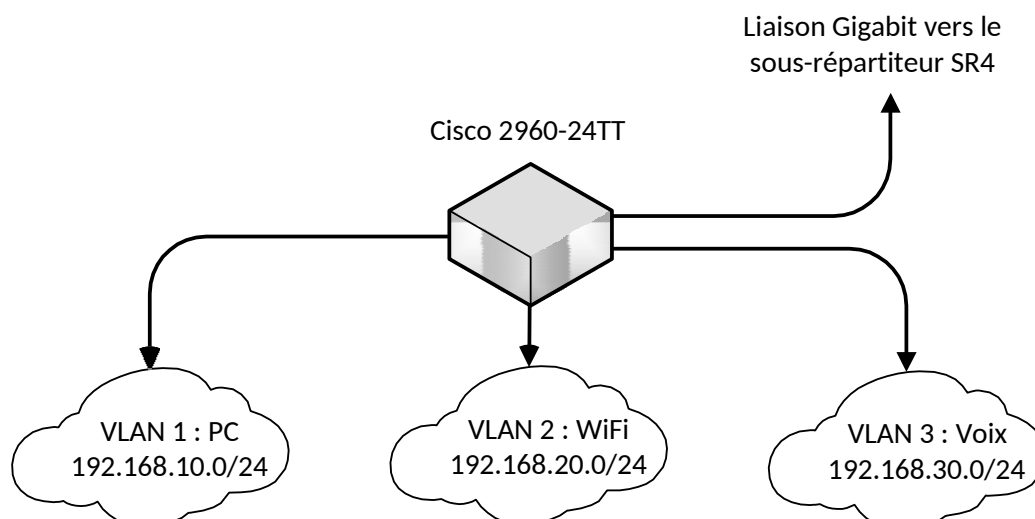 Liaison Gigabit vers le
sous-répartiteur SR4
Cisco 2960-24TT
VLAN 1 : PC
192.168.10.0/24
VLAN 2 : WiFi
192.168.20.0/24
VLAN 3 : Voix
192.168.30.0/24